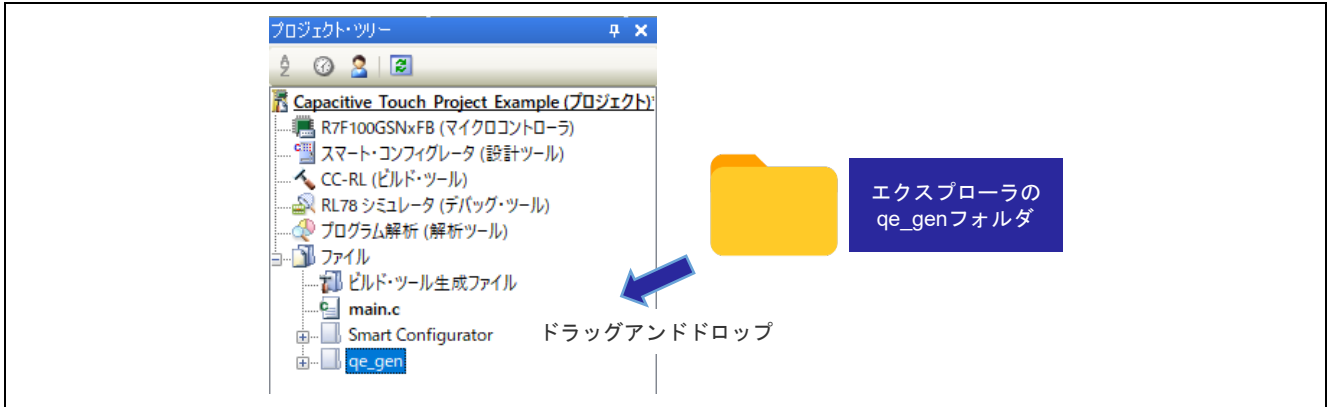 プロジェクト・ツリー
Capacitive_Touch_Project_Example (プロジェクト)*
R7F100GSNxFB (マイクロコントローラ)
スマート・コンフィグレータ (設計ツール)
CC-RL (ビルド・ツール)
RL78 シミュレータ (デバッグ・ツール)
プログラム解析 (解析ツール)
ファイル
ビルド・ツール生成ファイル
main.c
Smart Configurator
qe_gen
エクスプローラの
qe_genフォルダ
ドラッグアンドドロップ